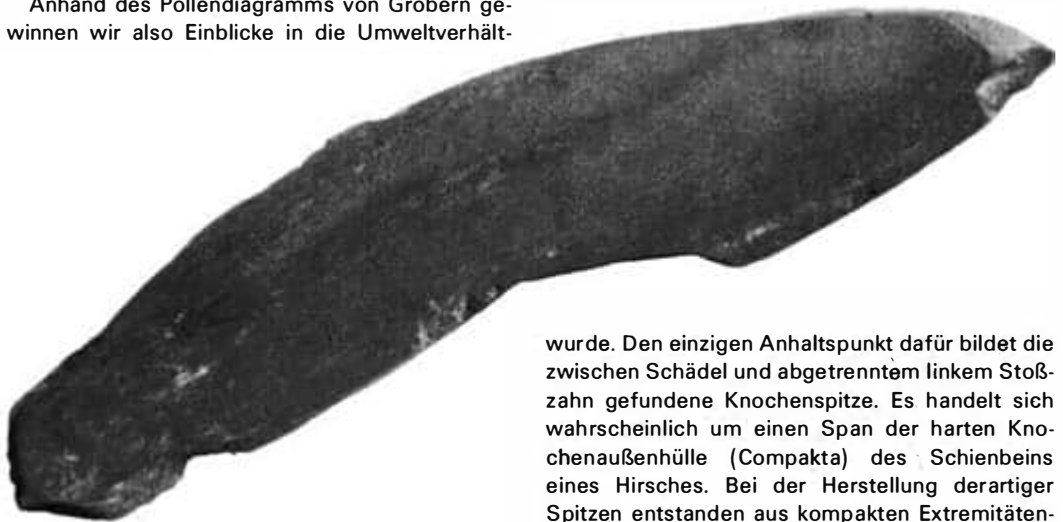 Anhand des Pollendiagramms von Gröbern ge-
winnen wir also Einblicke in die Umweltverhält-
wurde. Den einzigen Anhaltspunkt dafür bildet die
zwischen Schädel und abgetrenntem linkem Stoß-
zahn gefundene Knochenspitze. Es handelt sich
wahrscheinlich um einen Span der harten Kno-
chenaußenhülle (Compakta) des Schienbeins
eines Hirsches. Bei der Herstellung derartiger
Spitzen entstanden aus kompakten Extremitäten-